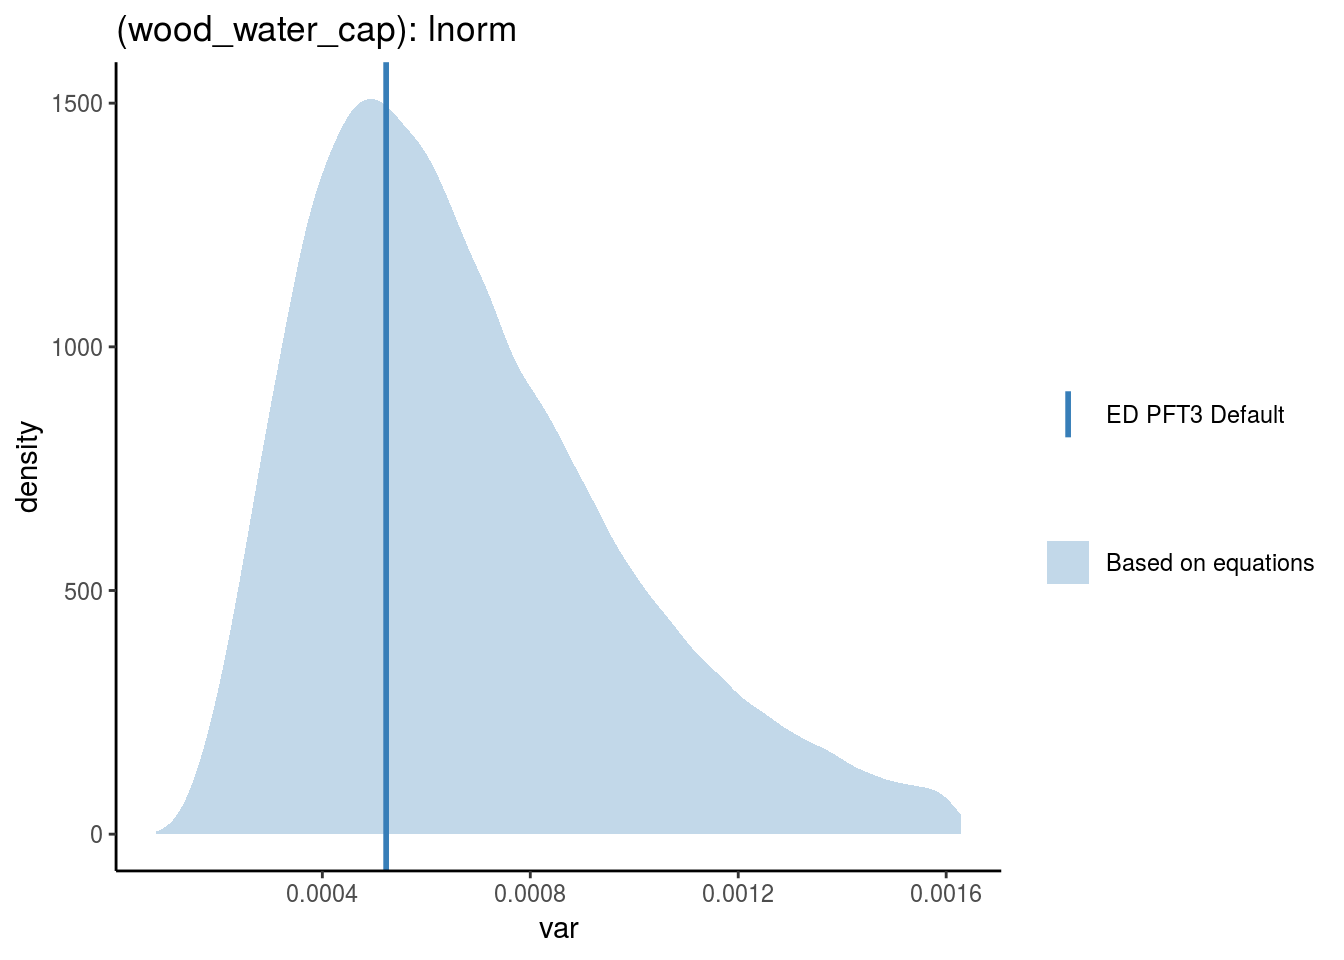 (wood_water_cap): lnorm
1500
1000
500
0
density
0.0004
0.0008
0.0012
0.0016
var
ED PFT3 Default
Based on equations